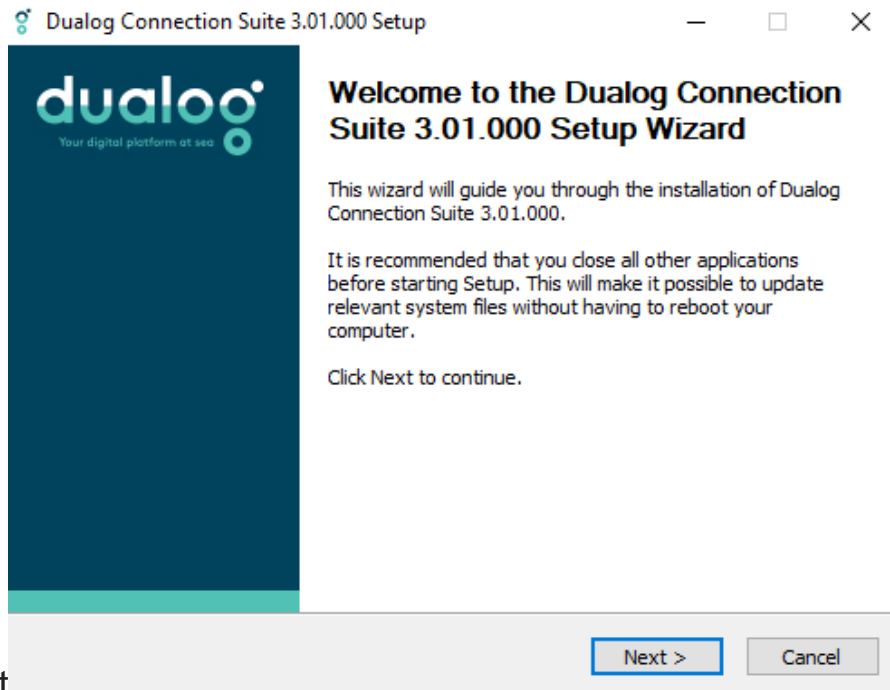 Dualog Connection Suite 3.01.000 Setup
dualog
Your digital platform at sea
Welcome to the Dualog Connection
Suite 3.01.000 Setup Wizard
This wizard will guide you through the installation of Dualog
Connection Suite 3.01.000.
It is recommended that you close all other applications
before starting Setup. This will make it possible to update
relevant system files without having to reboot your
computer.
Click Next to continue.
Next >
Cancel
t